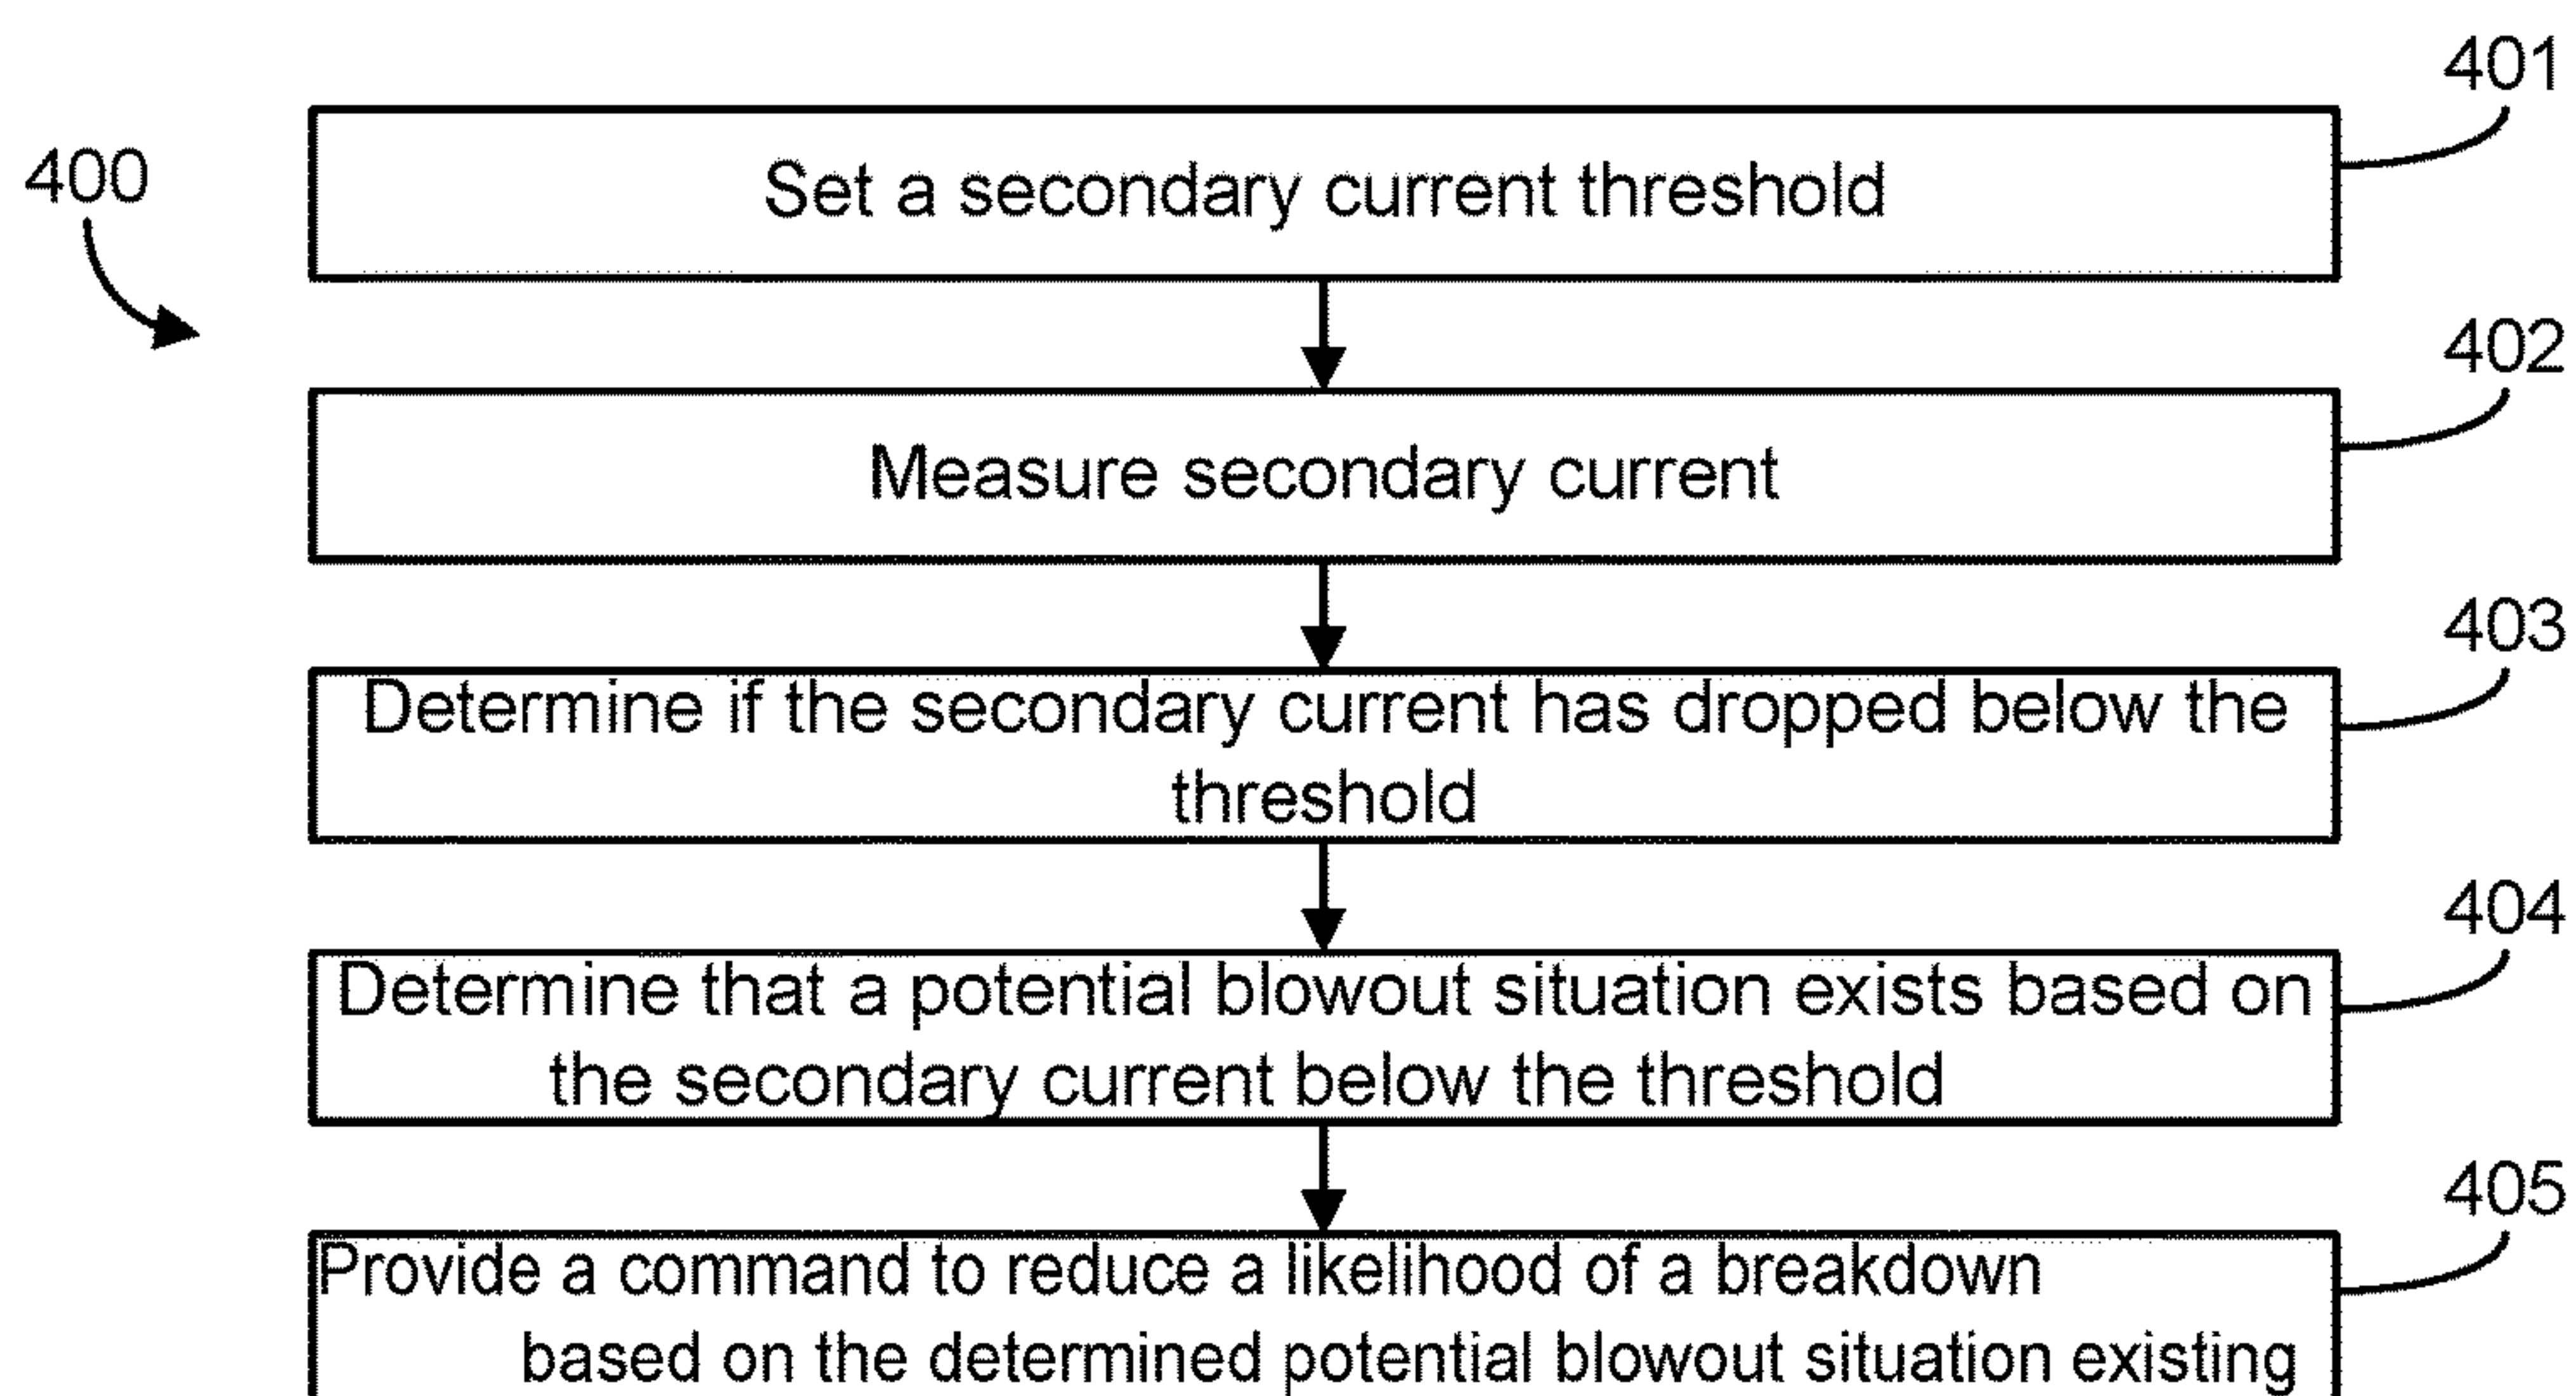 401
400
Set a secondary current threshold
402
Measure secondary current
403
Determine if the secondary current has dropped below the
threshold
404
Determine that a potential blowout situation exists based on
the secondary current below the threshold
405
Provide a command to reduce a likelihood of a breakdown
based on the determined potential blowout situation existing